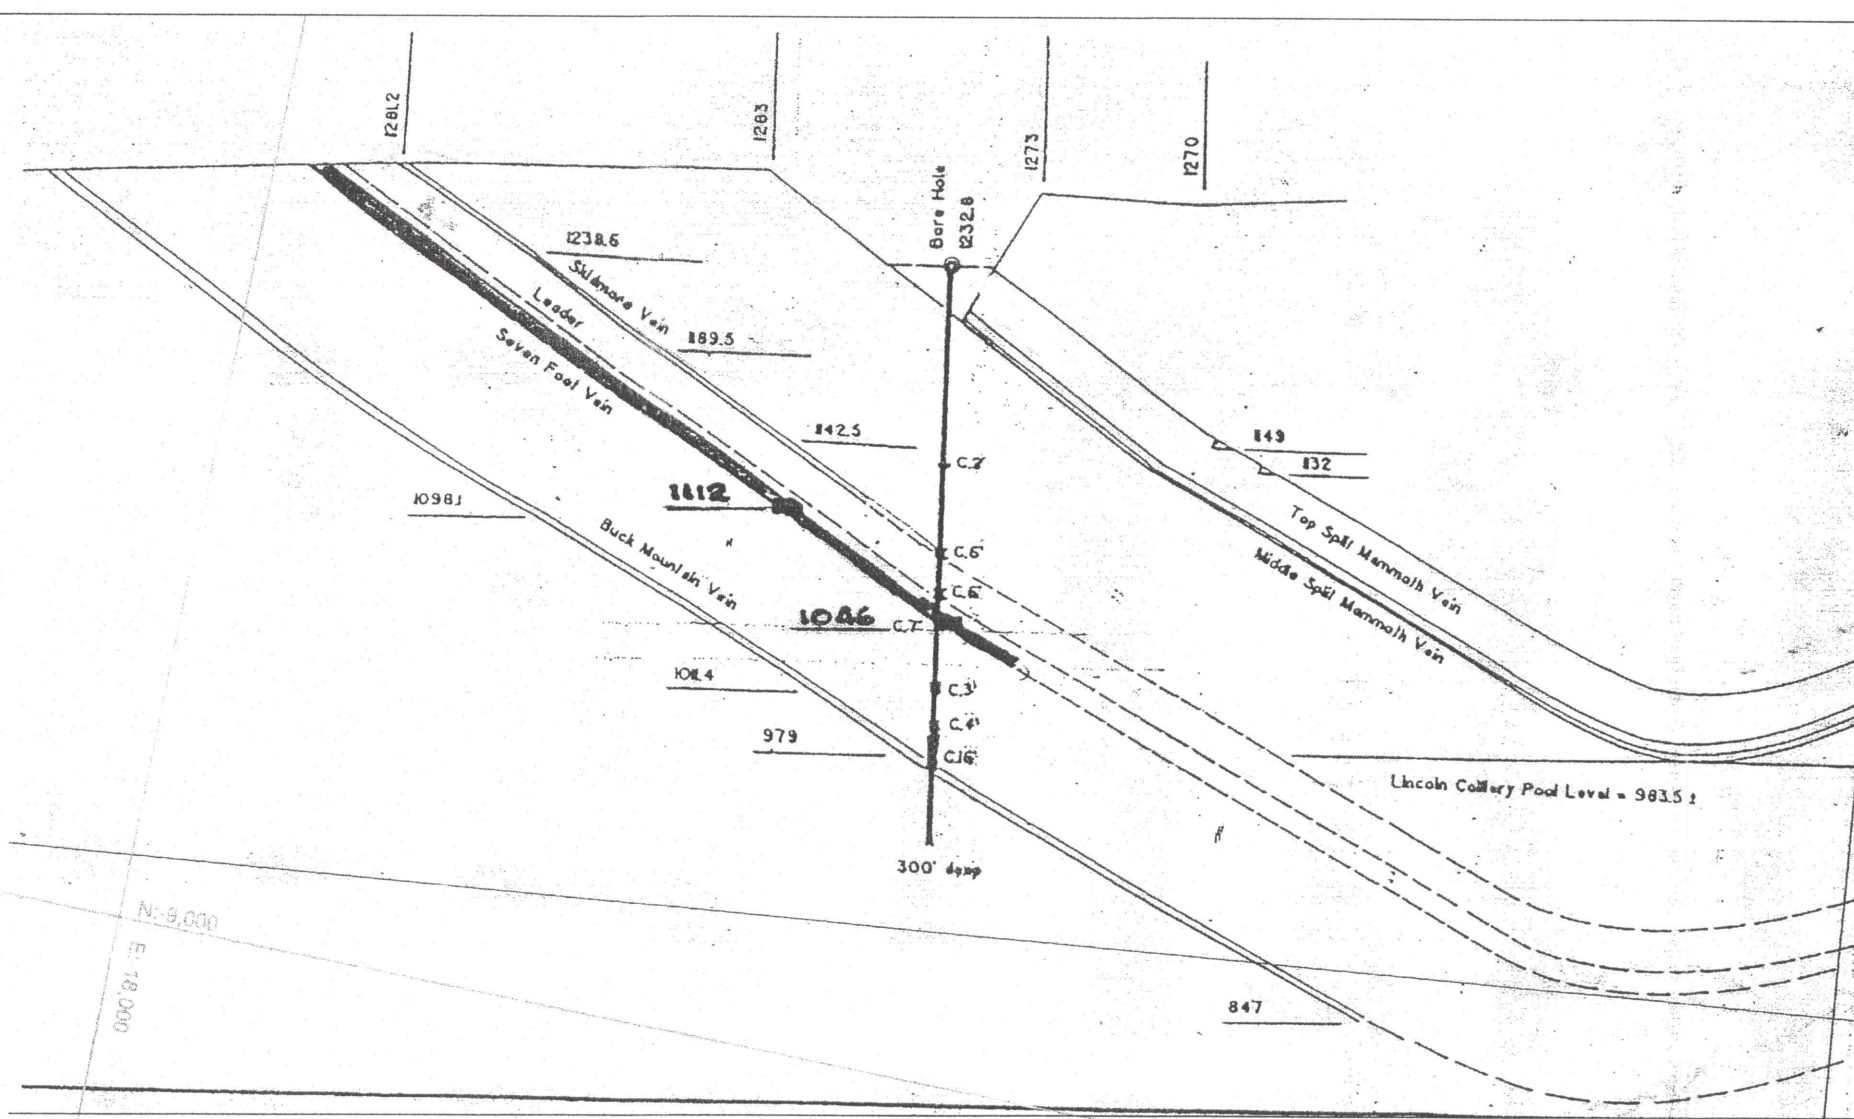 1281.2
1283
1273
1270
Bore Hole
1232.8
1238.6
Skidmore Vein
Leader
Seven Foot Vein
1189.5
1142.5
C.2'
1149
1132
1112
1098.1
Top Split Mammoth Vein
Middle Split Mammoth Vein
Buck Mountain Vein
C.6'
C.6'
1046
C.7'
1011.4
C.3'
C.4'
979
C.16'
Lincoln Colliery Pool Level = 983.5 ±
300' deep
N:-9,000
E:-18,000
847